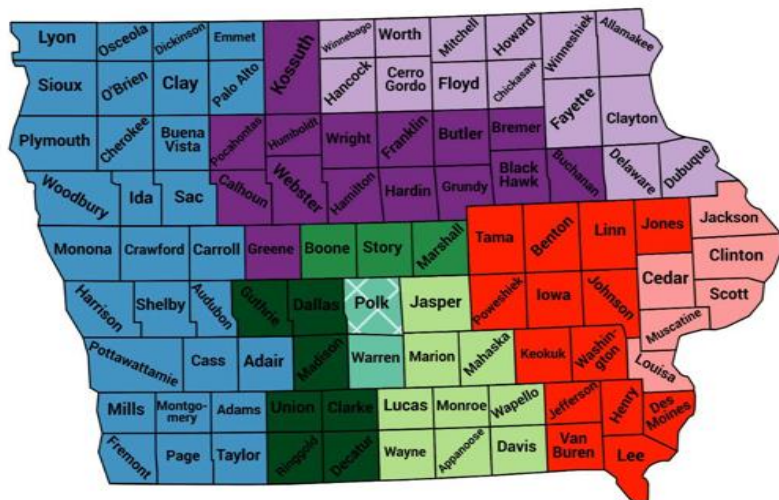 Lyon Osceola Dickinson Emmet Kossuth Winnebago Worth Mitchell Howard Winneshiek Allamakee
Sioux O'Brien Clay Palo Alto Hancock Cerro Gordo Floyd Chickasaw Fayette Clayton
Plymouth Cherokee Buena Vista Pocahontas Humboldt Wright Franklin Butler Bremer
Woodbury Ida Sac Calhoun Webster Hamilton Hardin Grundy Black Hawk Buchanan Delaware Dubuque
Monona Crawford Carroll Greene Boone Story Marshall Tama Benton Linn Jones Jackson
Clinton
Harrison Shelby Audubon Guthrie Dallas Polk Jasper Poweshiek Iowa Johnson Cedar Scott
Muscatine
Pottawattamie Cass Adair Madison Warren Marion Mahaska Keokuk Washin-
gton Louisa
Mills Montgo-
mery Adams Union Clarke Lucas Monroe Wapello Jefferson Henry Des
Moines
Fremont Page Taylor Ringgold Decatur Wayne Appanoose Davis Van
Buren Lee